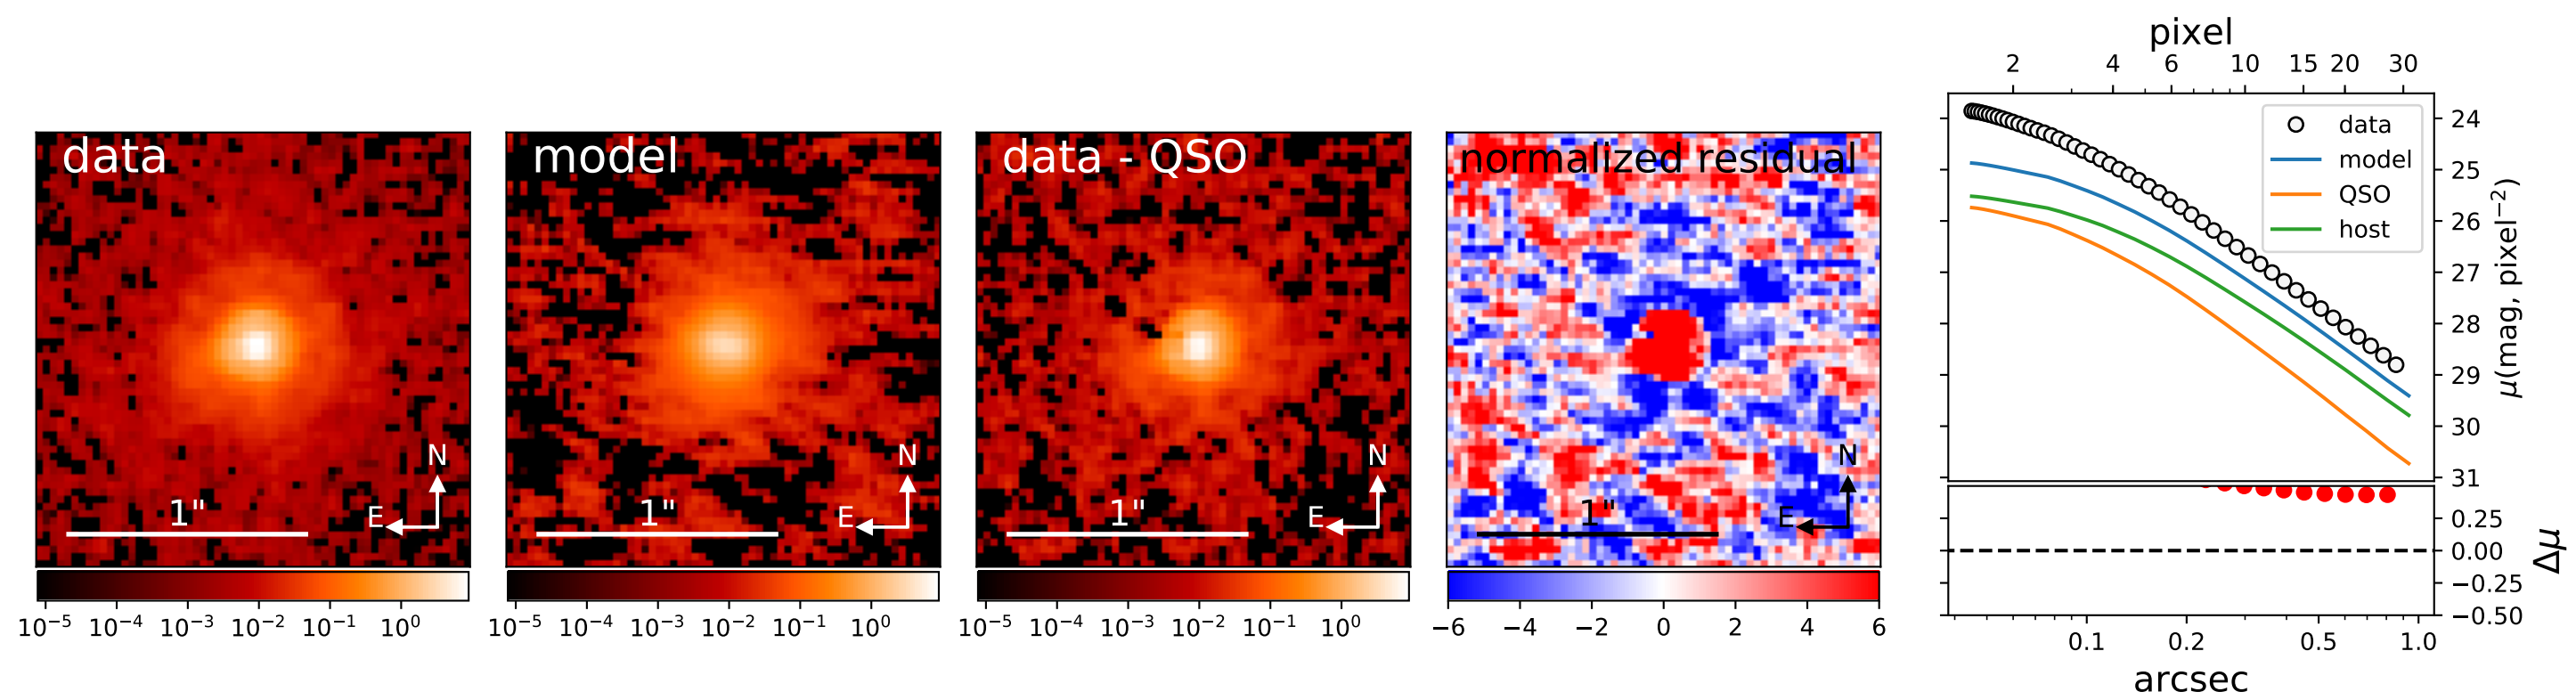 data
N
E
1"
10⁻⁵ 10⁻⁴ 10⁻³ 10⁻² 10⁻¹ 10⁰
model
N
E
1"
10⁻⁵ 10⁻⁴ 10⁻³ 10⁻² 10⁻¹ 10⁰
data - QSO
N
E
1"
10⁻⁵ 10⁻⁴ 10⁻³ 10⁻² 10⁻¹ 10⁰
normalized residual
N
E
1"
−6 −4 −2 0 2 4 6
pixel
2 4 6 10 15 20 30
data
model
QSO
host
24
25
26
27
28
29
30
31
μ(mag, pixel⁻²)
0.25
0.00
−0.25
−0.50
Δμ
0.1 0.2 0.5 1.0
arcsec